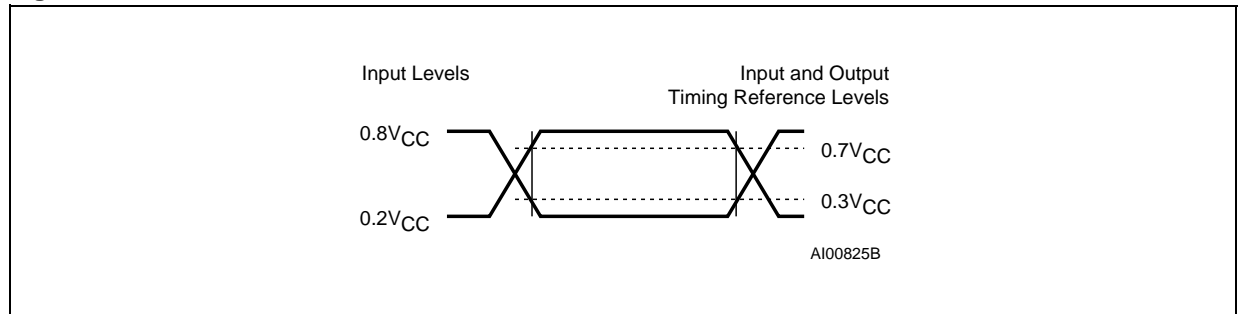 Input Levels
Input and Output
Timing Reference Levels
0.8VCC
0.7VCC
0.3VCC
0.2VCC
AI00825B